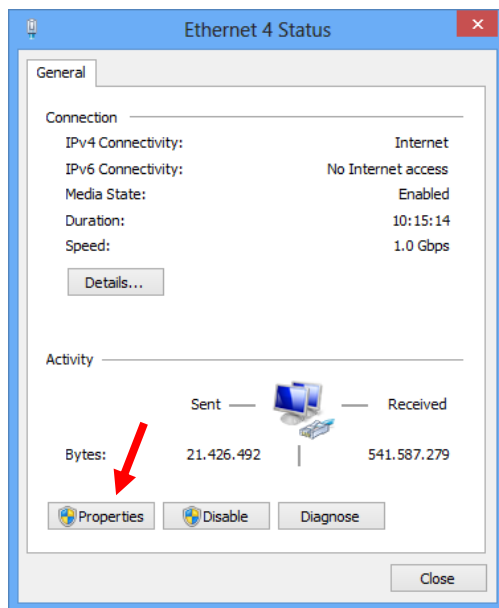 Ethernet 4 Status
General
Connection
IPv4 Connectivity: Internet
IPv6 Connectivity: No Internet access
Media State: Enabled
Duration: 10:15:14
Speed: 1.0 Gbps
Details...
Activity
Sent Received
Bytes: 21.426.492 541.587.279
Properties Disable Diagnose
Close